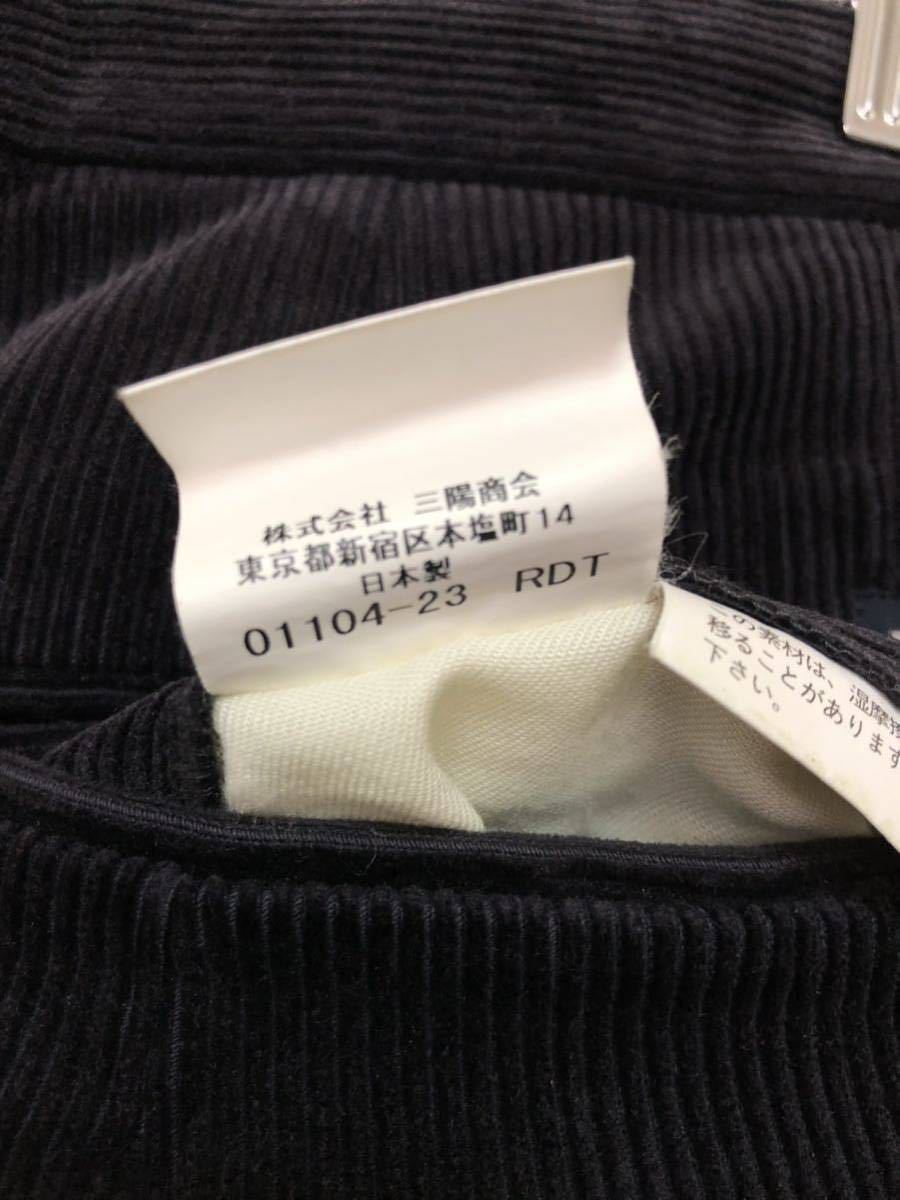 株式会社 三陽商会
東京都新宿区本塩町14
日本製
01104-23 RDT
この素材は、湿摩擦
移ることがあります
下さい。